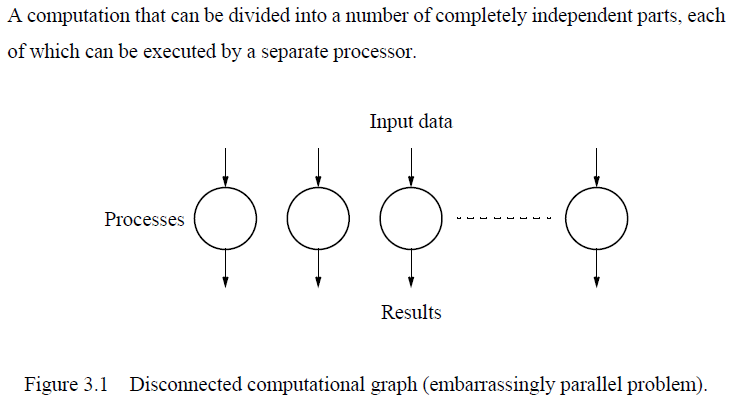 A computation that can be divided into a number of completely independent parts, each
of which can be executed by a separate processor.
Input data
Processes
Results
Figure 3.1 Disconnected computational graph (embarrassingly parallel problem).